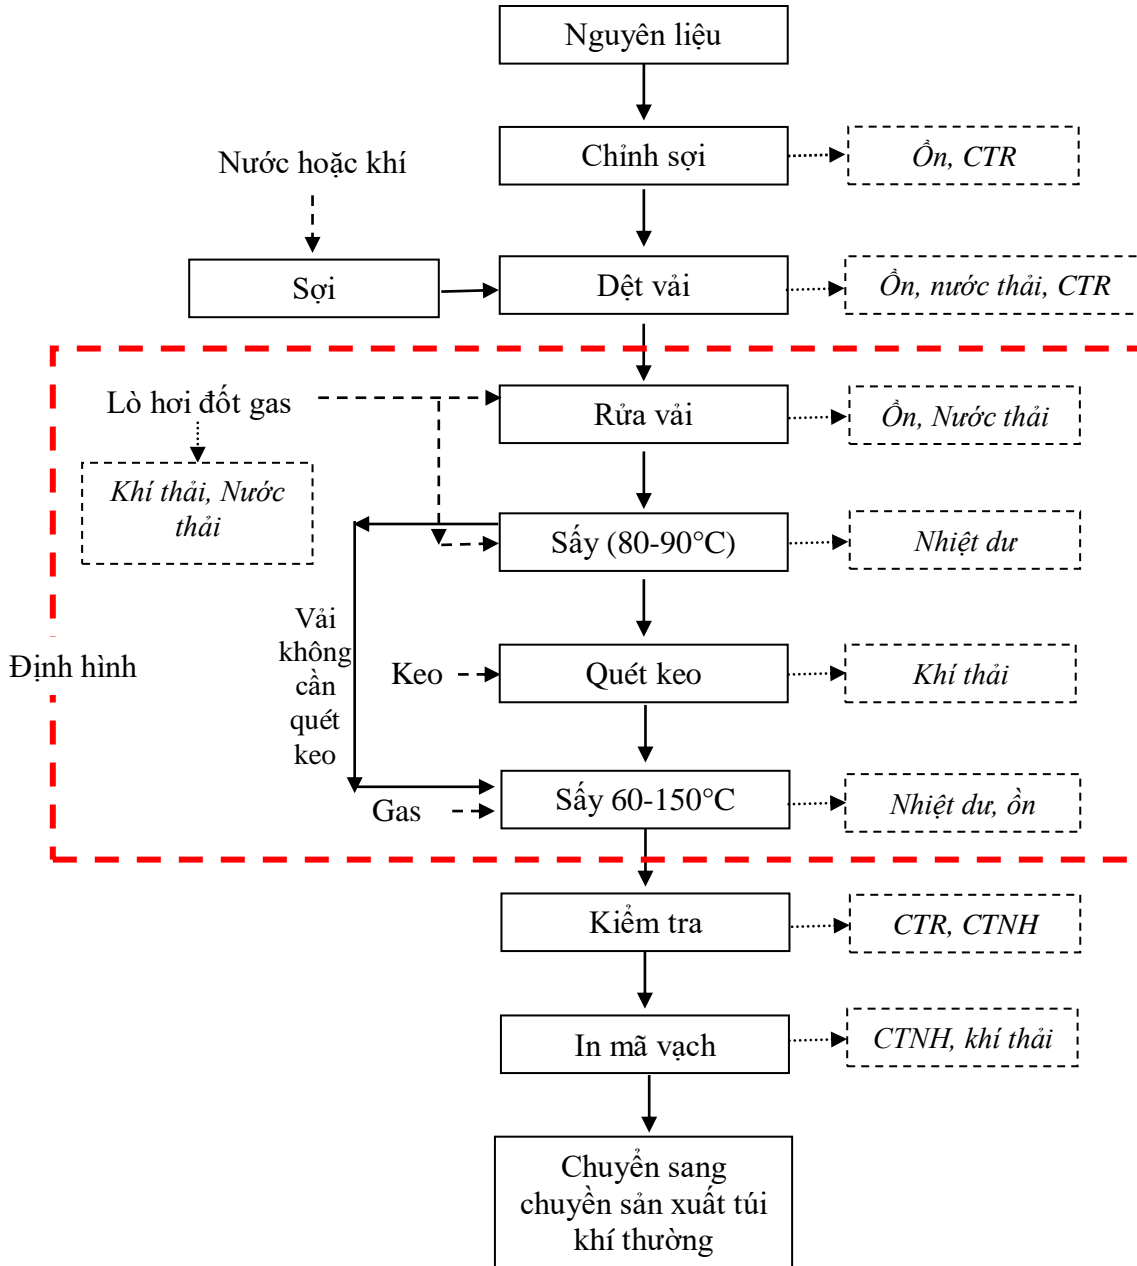 Nguyên liệu
Chỉnh sợi
Ồn, CTR
Nước hoặc khí
Sợi
Dệt vải
Ồn, nước thải, CTR
Lò hơi đốt gas
Rửa vải
Ồn, Nước thải
Khí thải, Nước
thải
Sấy (80-90°C)
Nhiệt dư
Vải
không
cần
quét
keo
Định hình
Keo
Quét keo
Khí thải
Gas
Sấy 60-150°C
Nhiệt dư, ồn
Kiểm tra
CTR, CTNH
In mã vạch
CTNH, khí thải
Chuyển sang
chuyền sản xuất túi
khí thường